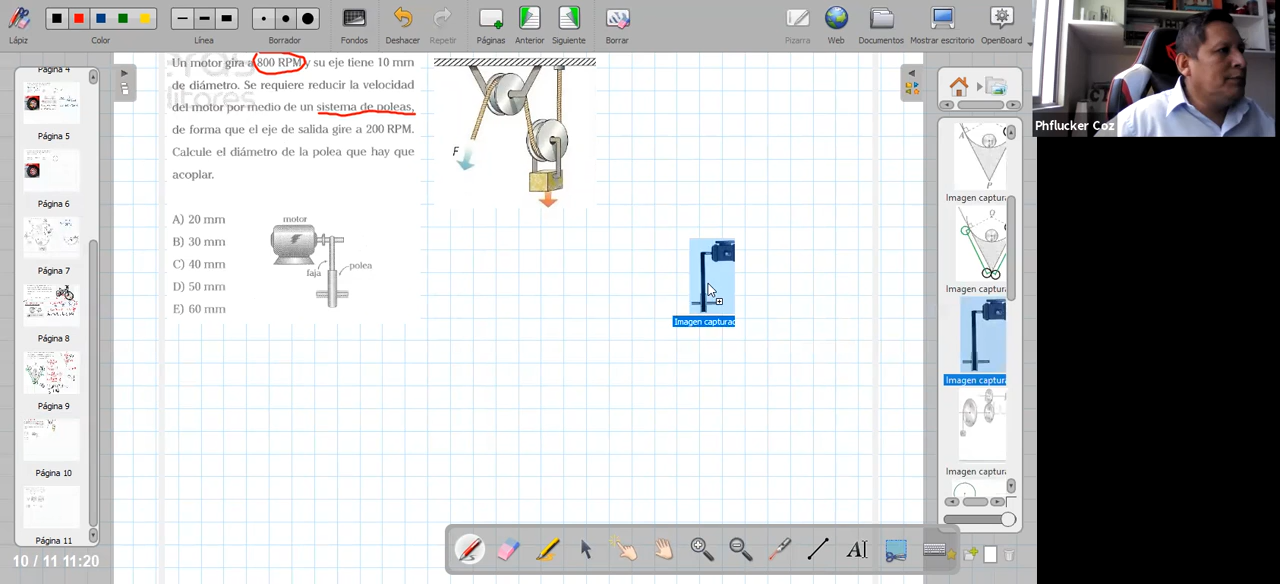 Lápiz
Color
Línea
Borrador
Fondos
Deshacer
Repetir
Páginas
Anterior
Siguiente
Borrar
Pizarra
Web
Documentos
Mostrar escritorio
OpenBoard
Página 4
Página 5
Página 6
Página 7
Página 8
Página 9
Página 10
Página 11
10 / 11 11:20
Un motor gira a 800 RPM y su eje tiene 10 mm
de diámetro. Se requiere reducir la velocidad
del motor por medio de un sistema de poleas,
de forma que el eje de salida gire a 200 RPM.
Calcule el diámetro de la polea que hay que
acoplar.
A) 20 mm
B) 30 mm
C) 40 mm
D) 50 mm
E) 60 mm
motor
faja
polea
F
Imagen capturad
Imagen captura
Imagen captura
Imagen captura
Imagen captura
Phflucker Coz